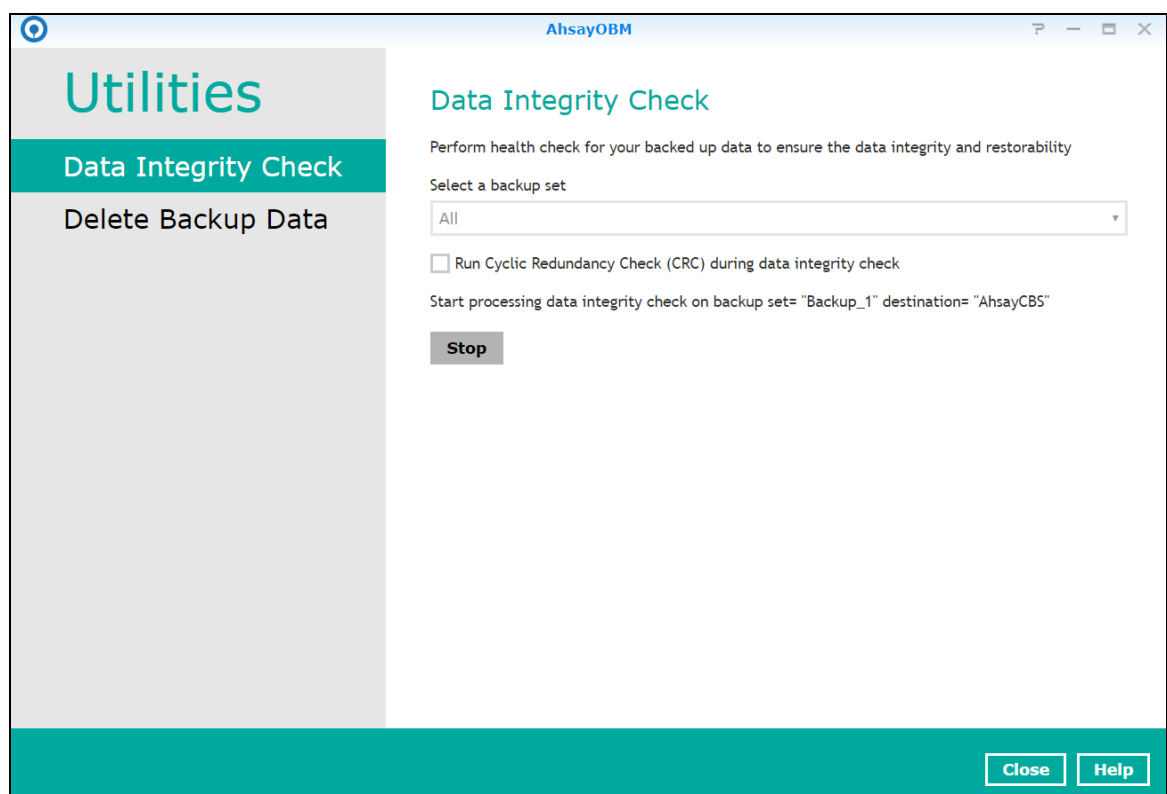 AhsayOBM
Utilities
Data Integrity Check
Delete Backup Data
Data Integrity Check
Perform health check for your backed up data to ensure the data integrity and restorability
Select a backup set
All
Run Cyclic Redundancy Check (CRC) during data integrity check
Start processing data integrity check on backup set= "Backup_1" destination= "AhsayCBS"
Stop
Close
Help